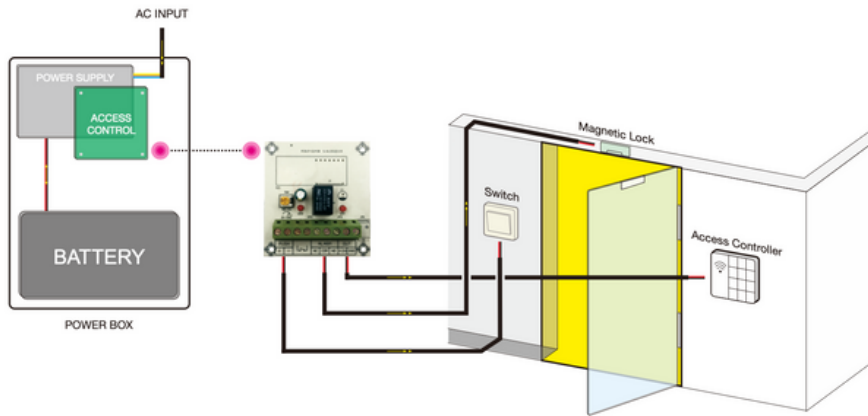 AC INPUT
POWER SUPPLY
ACCESS
CONTROL
BATTERY
POWER BOX
Magnetic Lock
Switch
Access Controller